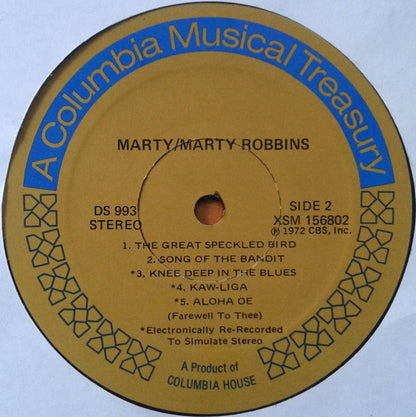 A Columbia Musical Treasury
MARTY/MARTY ROBBINS
DS 993
STEREO
SIDE 2
XSM 156802
℗ 1972 CBS, Inc.
1. THE GREAT SPECKLED BIRD
2. SONG OF THE BANDIT
*3. KNEE DEEP IN THE BLUES
*4. KAW-LIGA
*5. ALOHA OE
(Farewell To Thee)
*Electronically Re-Recorded
To Simulate Stereo
A Product of
COLUMBIA HOUSE